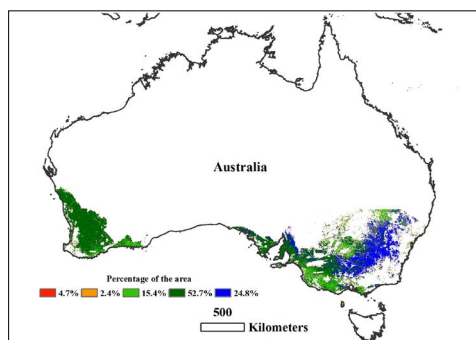 Australia
Percentage of the area
4.7% 2.4% 15.4% 52.7% 24.8%
500
Kilometers